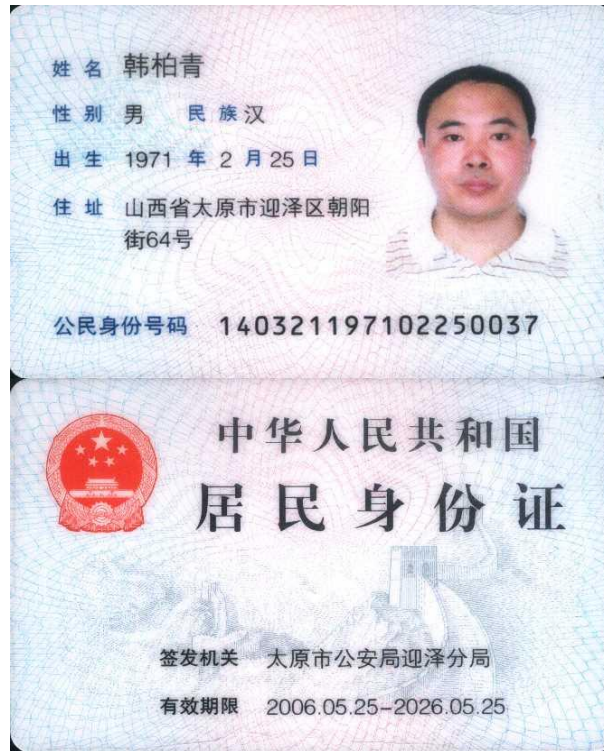 姓名 韩柏青
性别 男 民族 汉
出生 1971 年 2 月 25 日
住址 山西省太原市迎泽区朝阳
街64号
公民身份号码 140321197102250037
中华人民共和国
居民身份证
签发机关 太原市公安局迎泽分局
有效期限 2006.05.25-2026.05.25